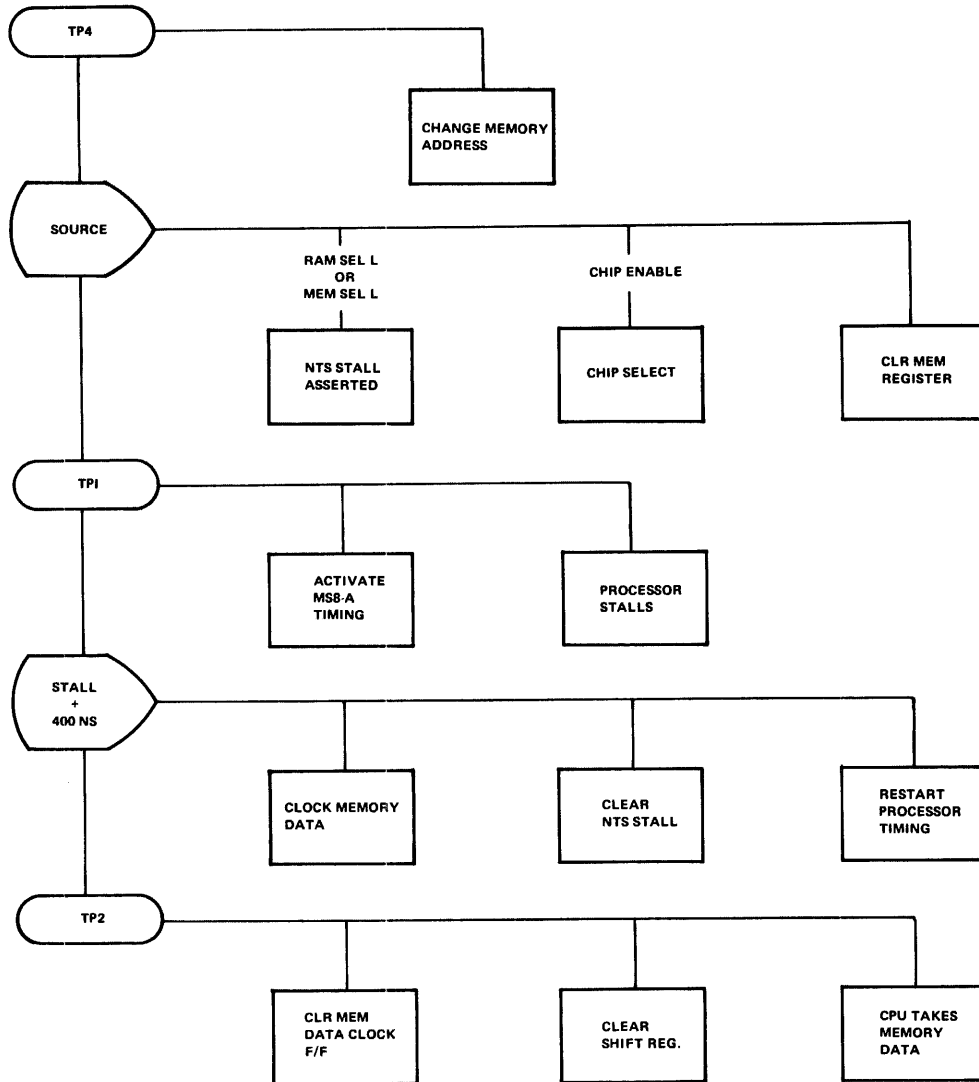 TP4
CHANGE MEMORY
ADDRESS
SOURCE
RAM SEL L
OR
MEM SEL L
CHIP ENABLE
NTS STALL
ASSERTED
CHIP SELECT
CLR MEM
REGISTER
TP1
ACTIVATE
MS8-A
TIMING
PROCESSOR
STALLS
STALL
+
400 NS
CLOCK MEMORY
DATA
CLEAR
NTS STALL
RESTART
PROCESSOR
TIMING
TP2
CLR MEM
DATA CLOCK
F/F
CLEAR
SHIFT REG.
CPU TAKES
MEMORY
DATA